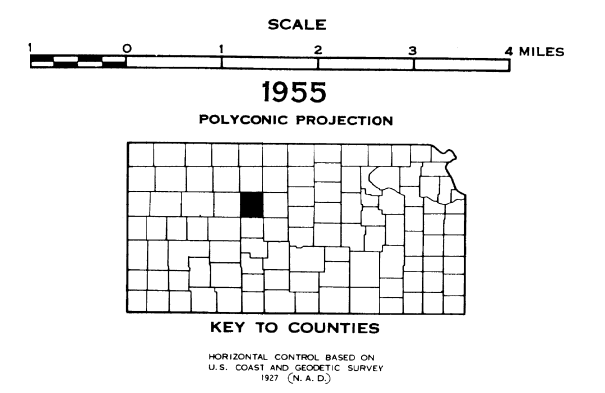 SCALE
1 0 1 2 3 4 MILES
1955
POLYCONIC PROJECTION
KEY TO COUNTIES
HORIZONTAL CONTROL BASED ON
U.S. COAST AND GEODETIC SURVEY
1927 (N.A.D.)